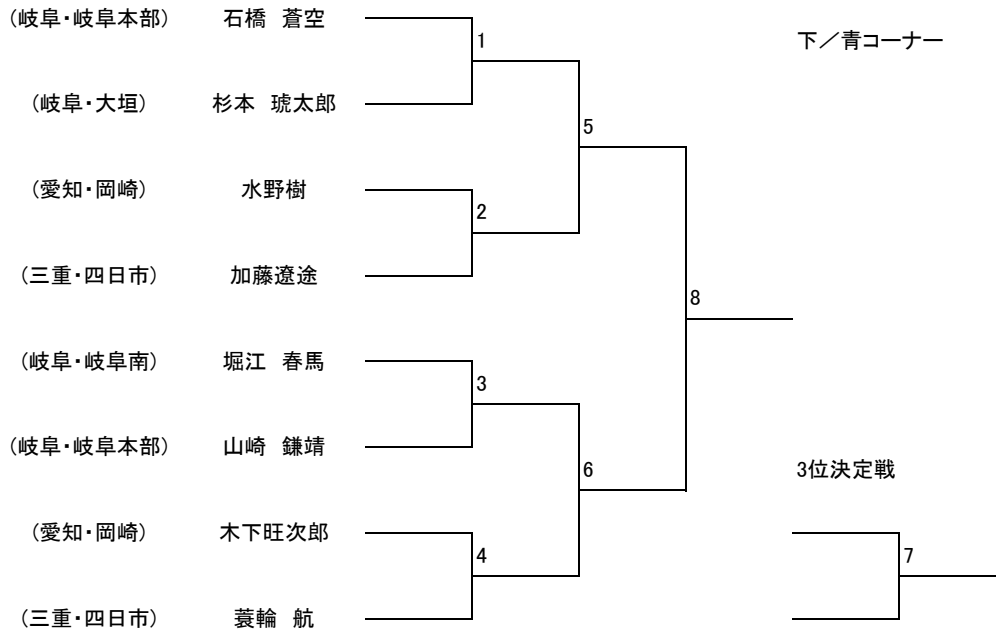 (岐阜・岐阜本部) 石橋 蒼空
1
下／青コーナー
(岐阜・大垣) 杉本 琥太郎
5
(愛知・岡崎) 水野樹
2
(三重・四日市) 加藤遼途
8
(岐阜・岐阜南) 堀江 春馬
3
(岐阜・岐阜本部) 山崎 鎌靖
6
3位決定戦
(愛知・岡崎) 木下旺次郎
4
7
(三重・四日市) 蓑輪 航